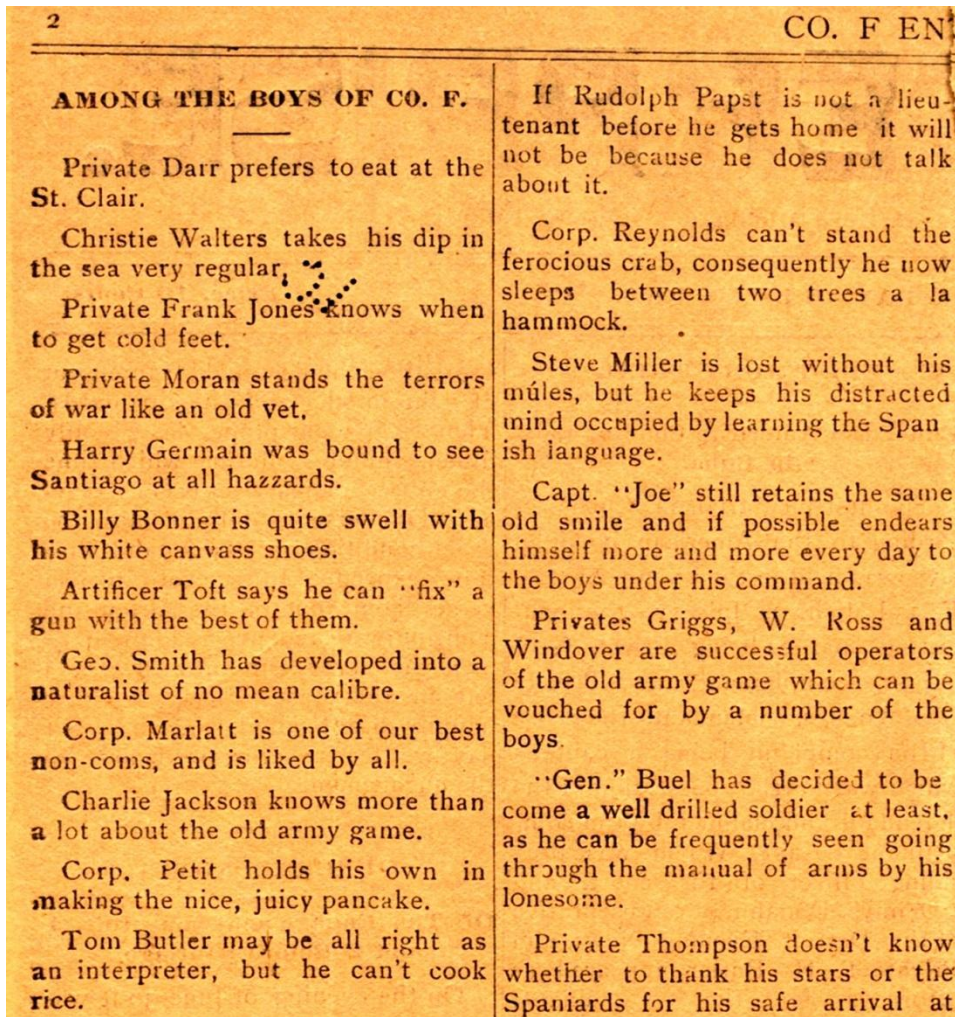 2
CO. F EN
AMONG THE BOYS OF CO. F.
Private Darr prefers to eat at the
St. Clair.
Christie Walters takes his dip in
the sea very regular,
Private Frank Jones knows when
to get cold feet.
Private Moran stands the terrors
of war like an old vet,
Harry Germain was bound to see
Santiago at all hazzards.
Billy Bonner is quite swell with
his white canvass shoes.
Artificer Toft says he can "fix" a
gun with the best of them.
Geo. Smith has developed into a
naturalist of no mean calibre.
Corp. Marlatt is one of our best
non-coms, and is liked by all.
Charlie Jackson knows more than
a lot about the old army game.
Corp. Petit holds his own in
making the nice, juicy pancake.
Tom Butler may be all right as
an interpreter, but he can't cook
rice.
If Rudolph Papst is not a lieu-
tenant before he gets home it will
not be because he does not talk
about it.
Corp. Reynolds can't stand the
ferocious crab, consequently he now
sleeps between two trees a la
hammock.
Steve Miller is lost without his
múles, but he keeps his distracted
mind occupied by learning the Span
ish language.
Capt. "Joe" still retains the same
old smile and if possible endears
himself more and more every day to
the boys under his command.
Privates Griggs, W. Ross and
Windover are successful operators
of the old army game which can be
vouched for by a number of the
boys.
"Gen." Buel has decided to be
come a well drilled soldier at least,
as he can be frequently seen going
through the manual of arms by his
lonesome.
Private Thompson doesn't know
whether to thank his stars or the
Spaniards for his safe arrival at